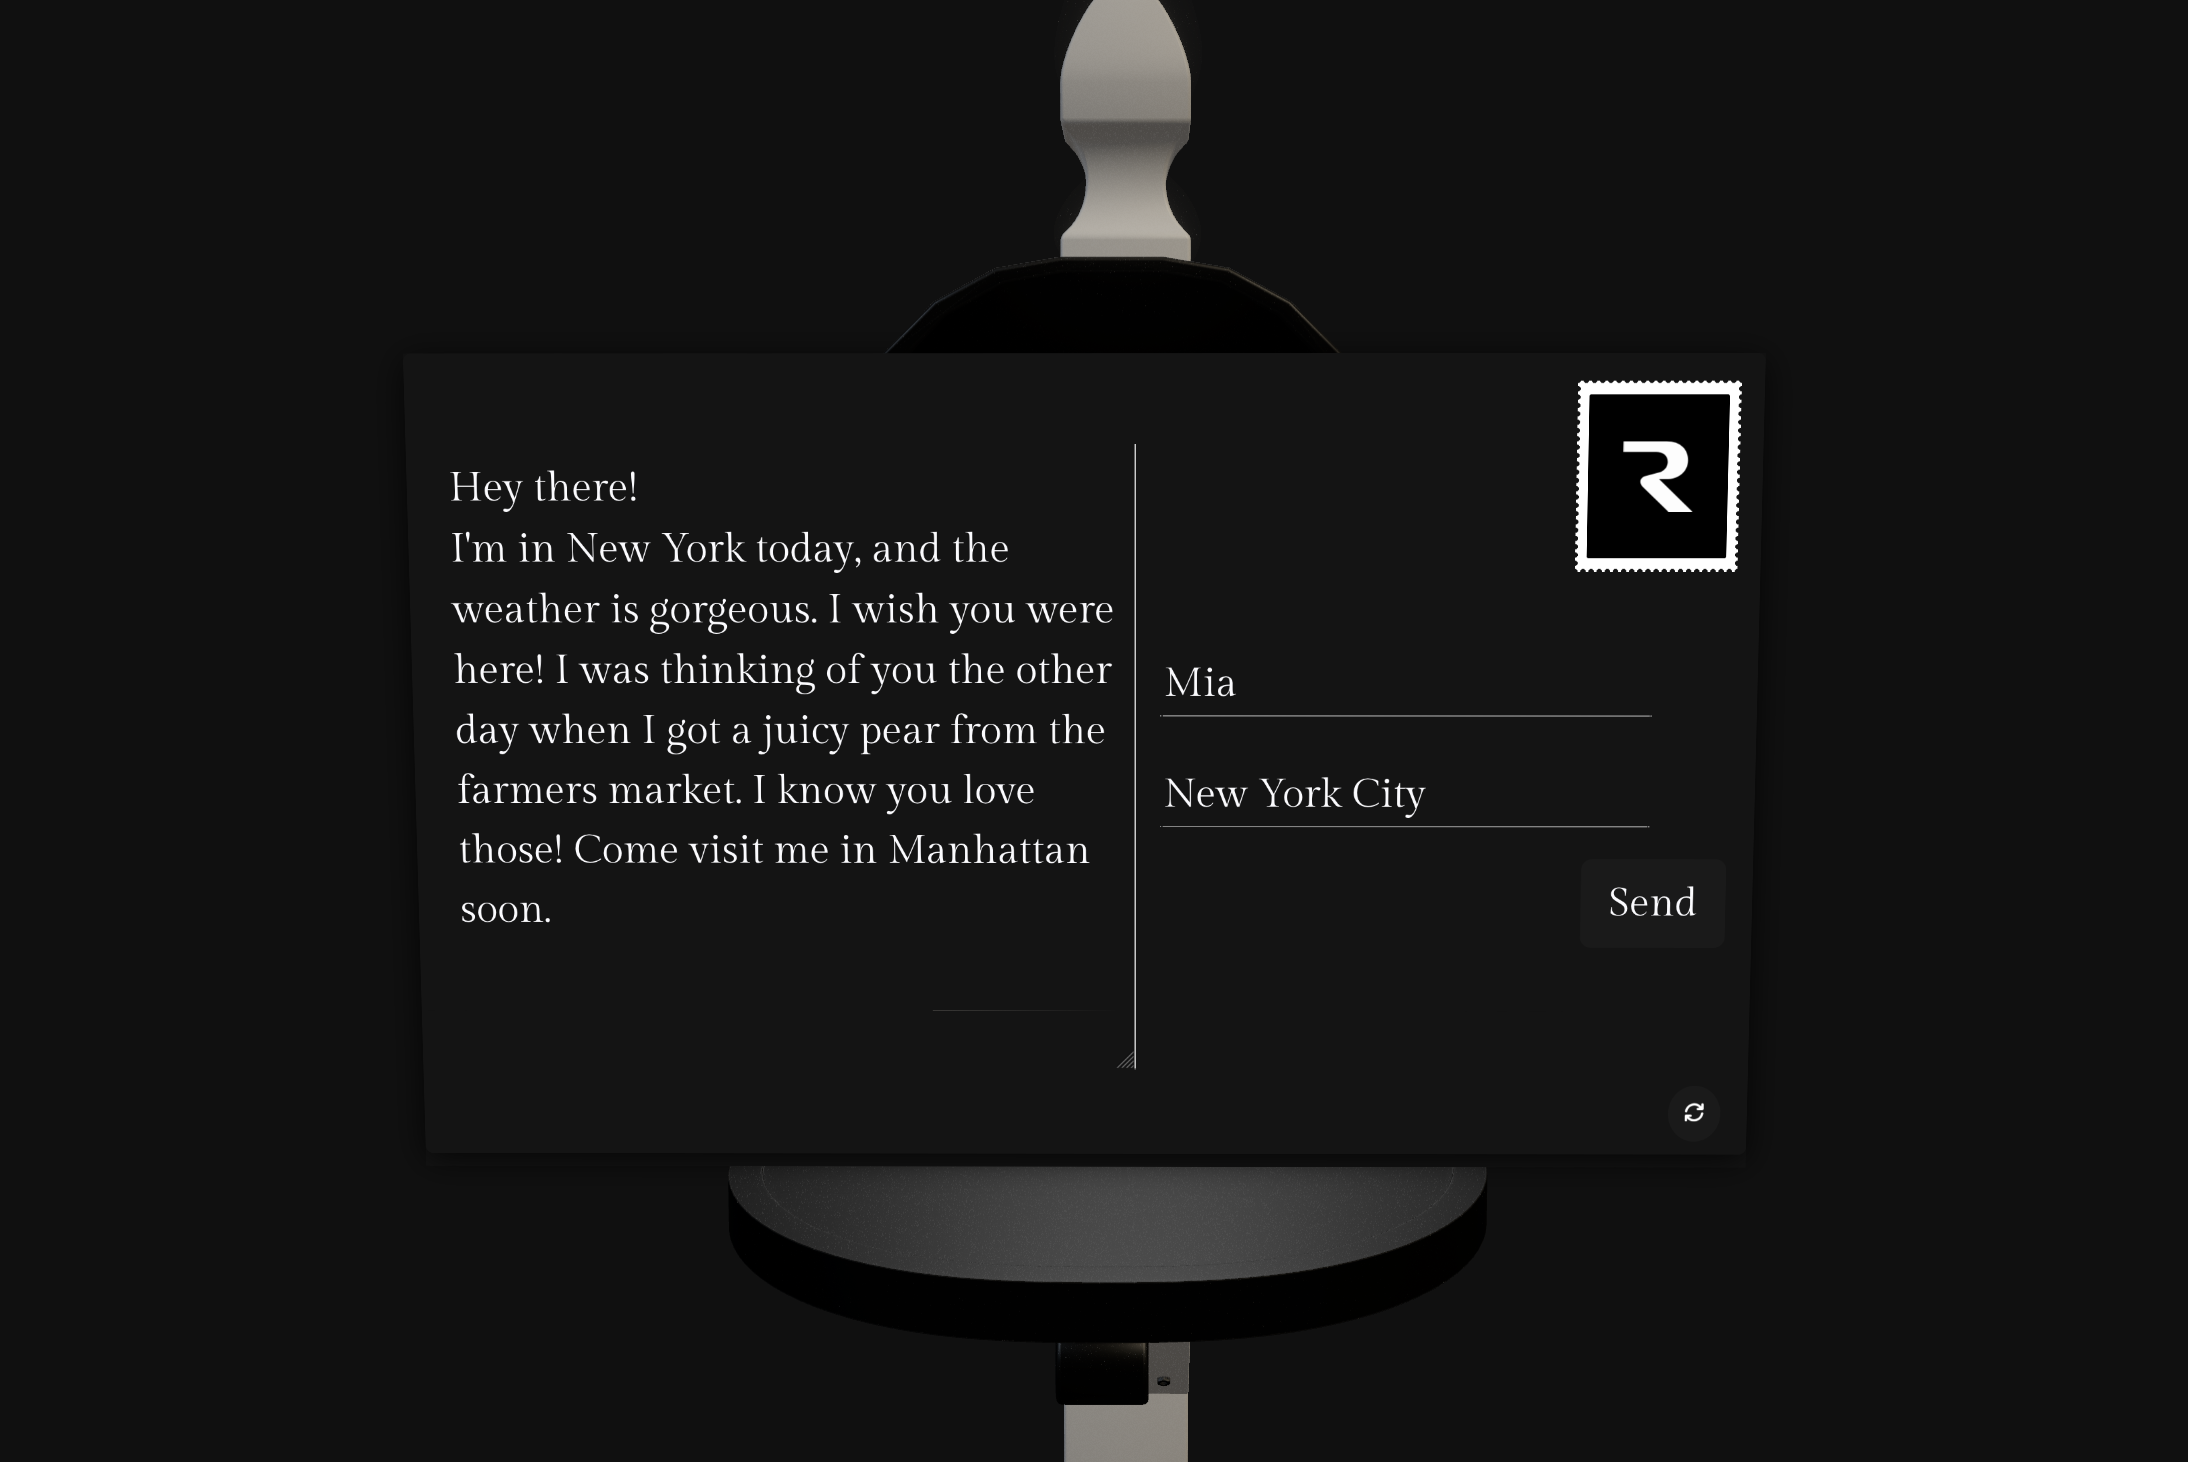 Hey there!
I'm in New York today, and the
weather is gorgeous. I wish you were
here! I was thinking of you the other
day when I got a juicy pear from the
farmers market. I know you love
those! Come visit me in Manhattan
soon.
R
Mia
New York City
Send